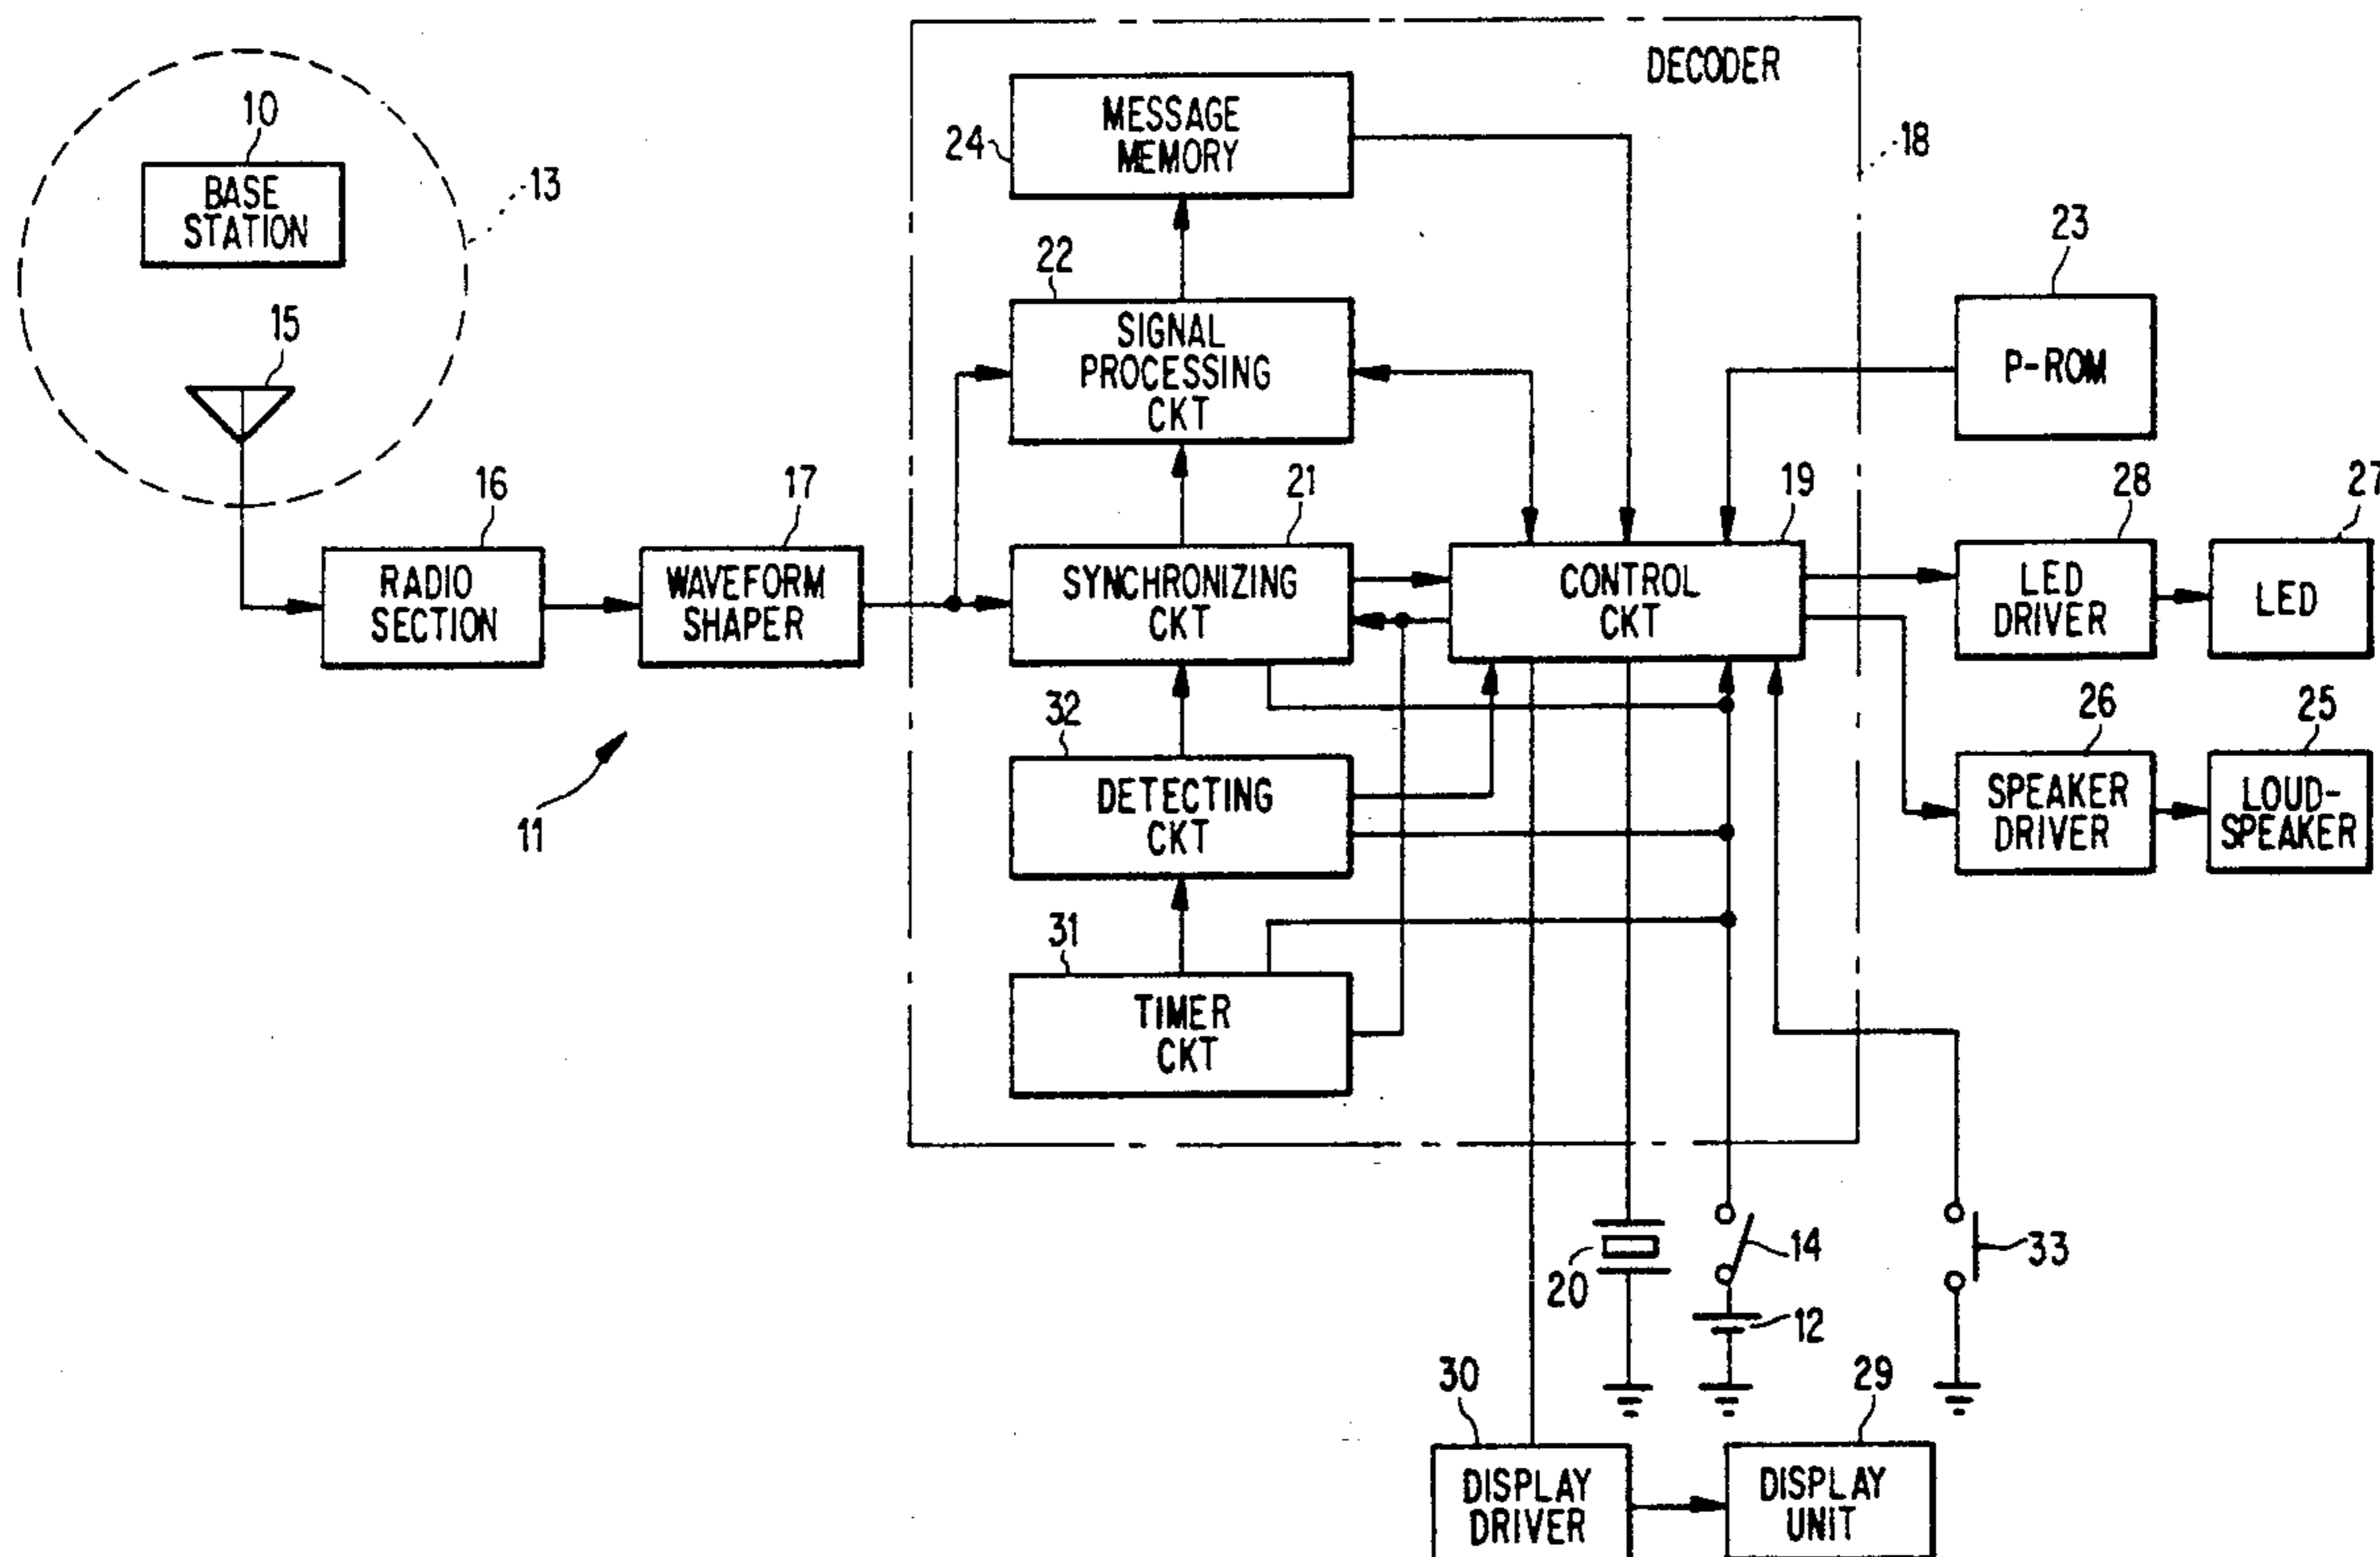 DECODER
10
BASE
STATION
13
15
16
RADIO
SECTION
17
WAVEFORM
SHAPER
11
18
24
MESSAGE
MEMORY
22
SIGNAL
PROCESSING
CKT
21
SYNCHRONIZING
CKT
32
DETECTING
CKT
31
TIMER
CKT
19
CONTROL
CKT
23
P-ROM
28
LED
DRIVER
27
LED
26
SPEAKER
DRIVER
25
LOUD-
SPEAKER
20
14
12
33
30
DISPLAY
DRIVER
29
DISPLAY
UNIT